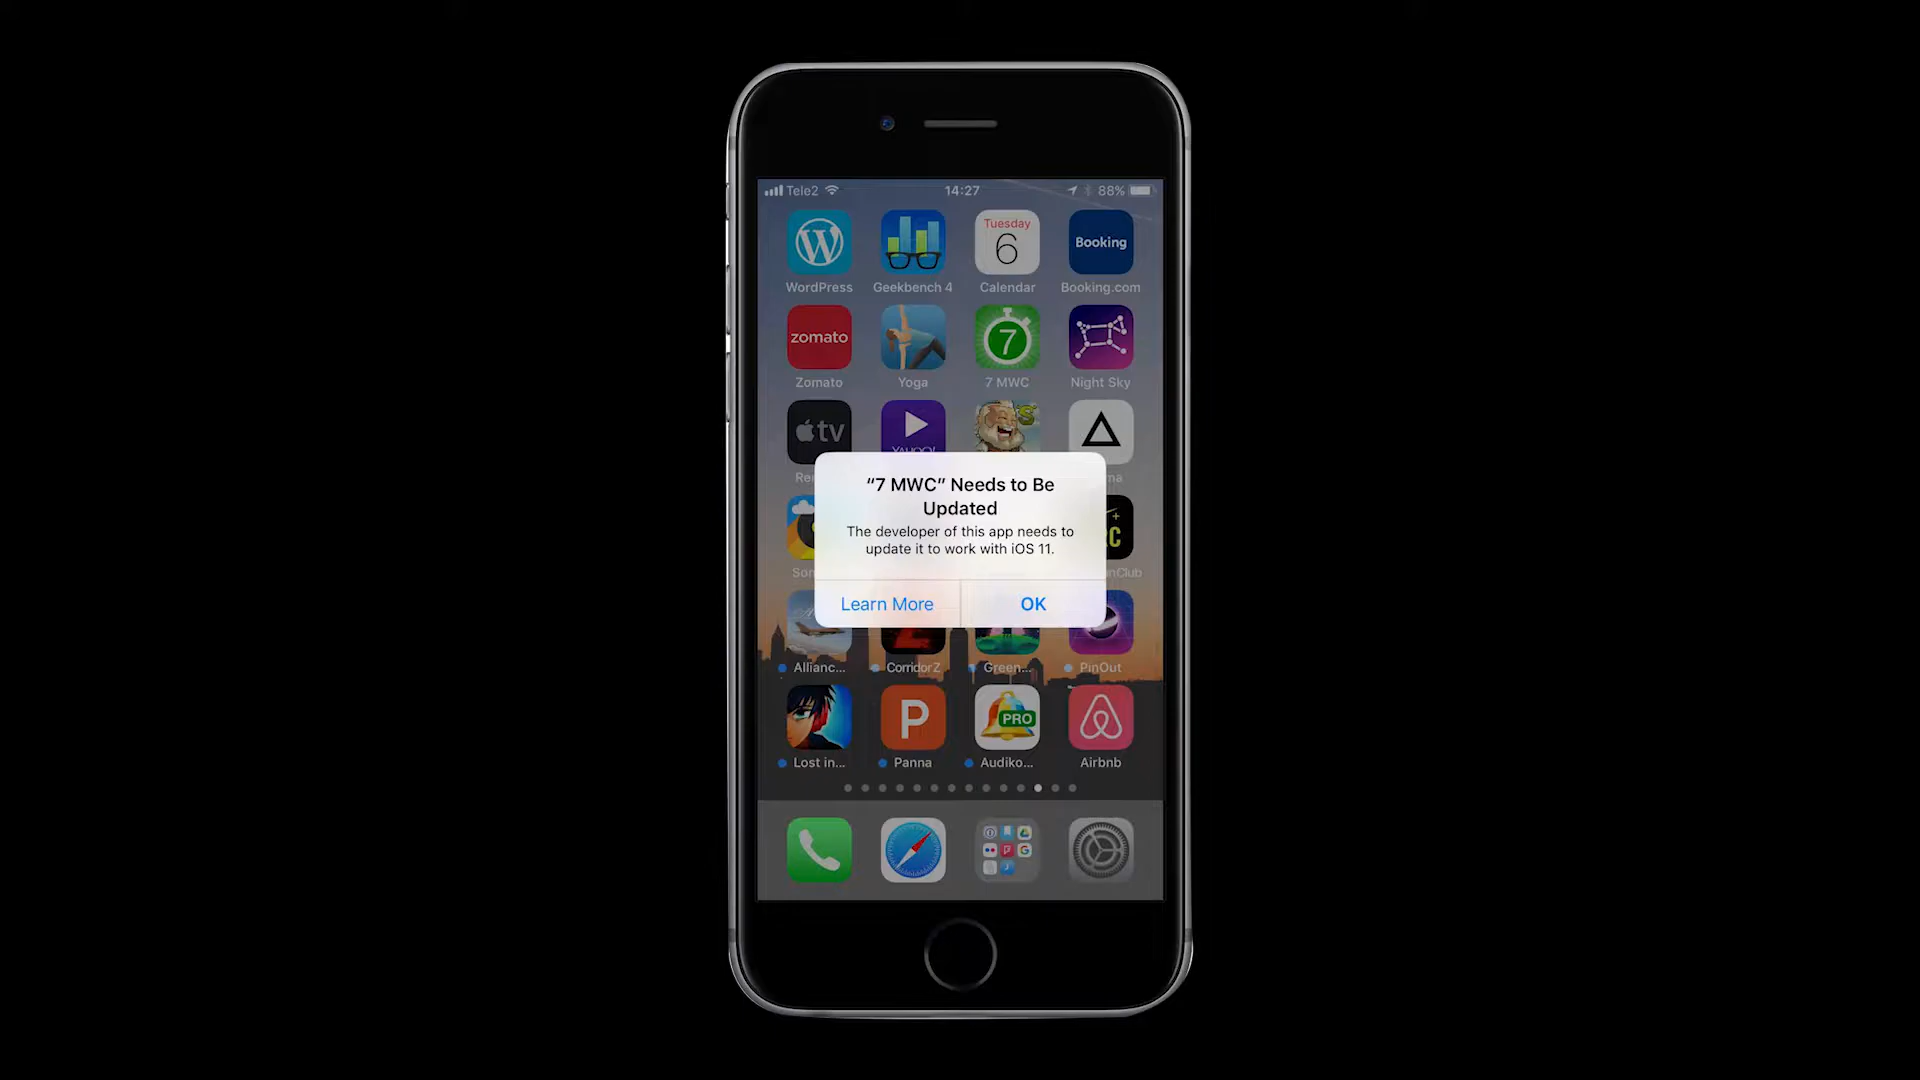 Tele2 14:27 88%
Tuesday
6
Booking
WordPress Geekbench 4 Calendar Booking.com
zomato
7
Zomato Yoga 7 MWC Night Sky
tv
YAHOO!
S
“7 MWC” Needs to Be
Updated
The developer of this app needs to
update it to work with iOS 11.
Learn More OK
Allianc... CorridorZ Green... PinOut
P
PRO
Lost in... Panna Audiko... Airbnb